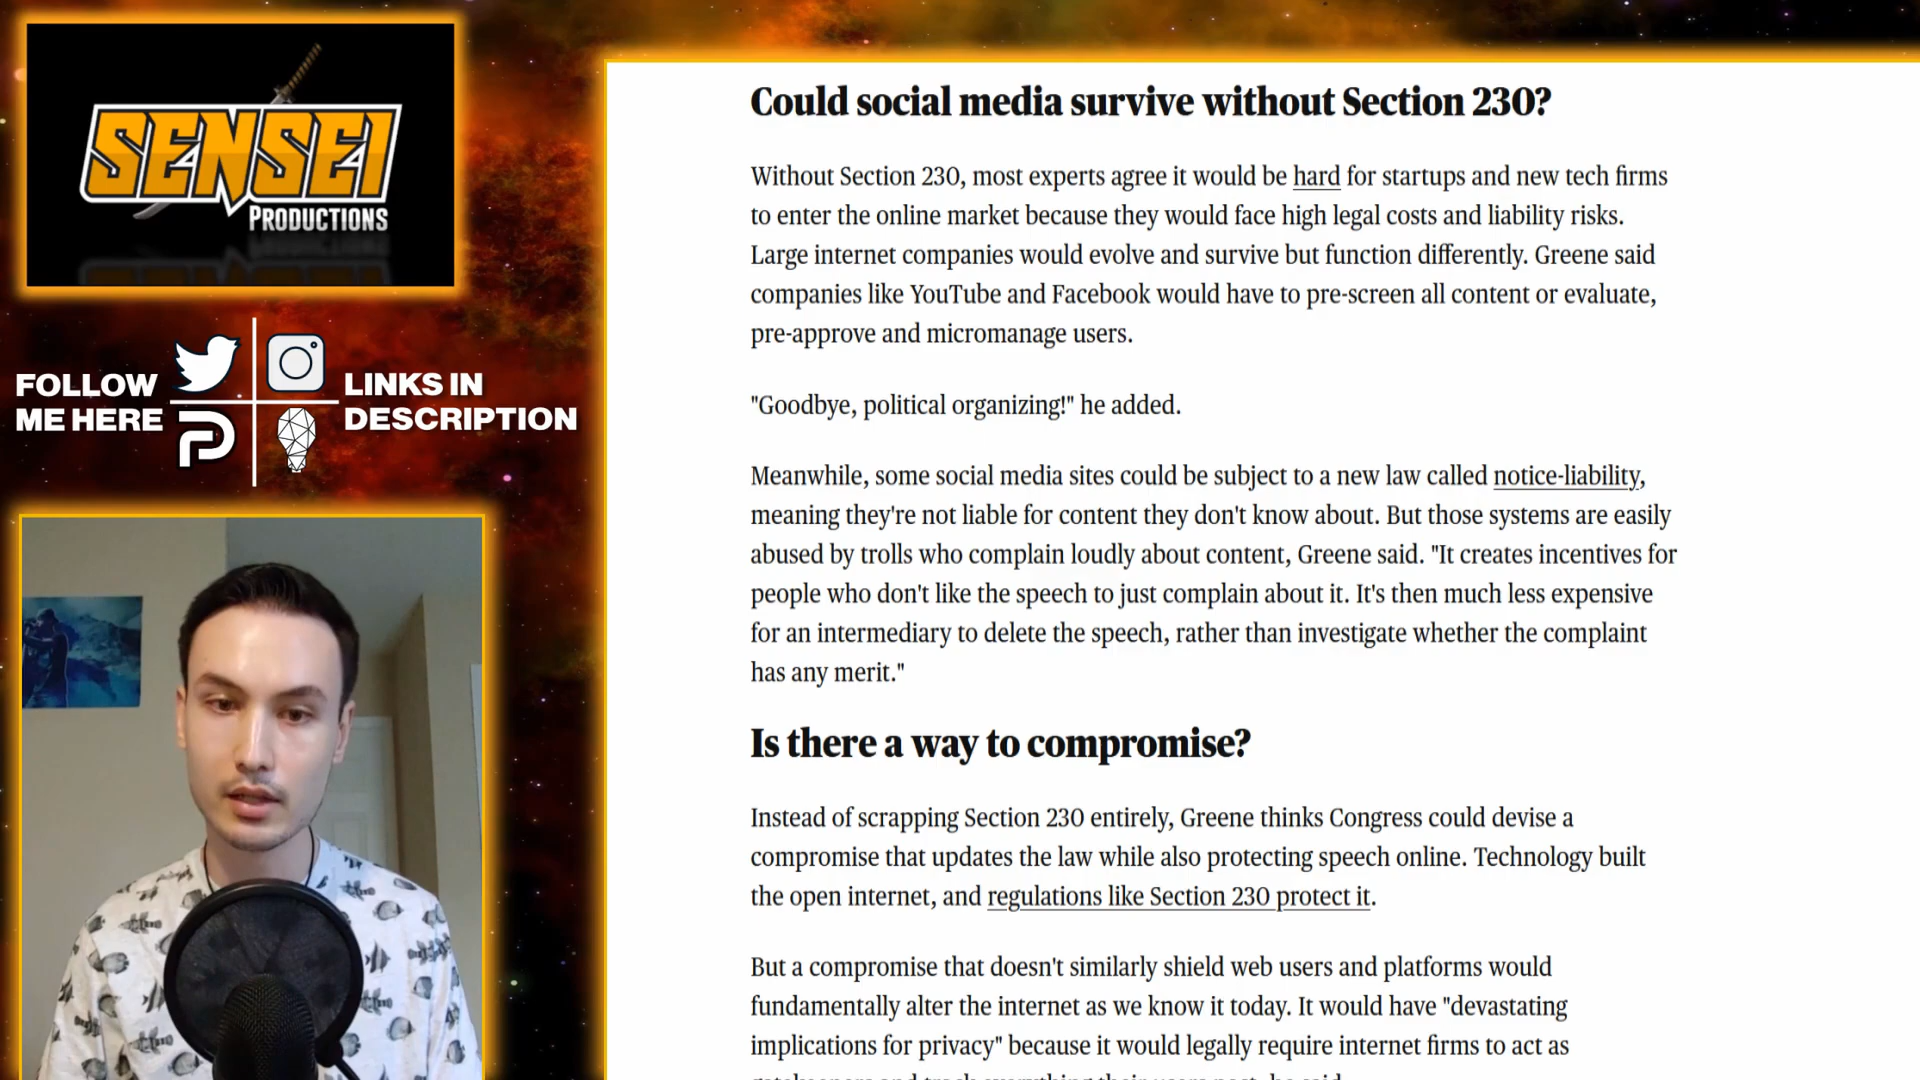 SENSEI
PRODUCTIONS
FOLLOW
ME HERE
LINKS IN
DESCRIPTION
Could social media survive without Section 230?
Without Section 230, most experts agree it would be hard for startups and new tech firms
to enter the online market because they would face high legal costs and liability risks.
Large internet companies would evolve and survive but function differently. Greene said
companies like YouTube and Facebook would have to pre-screen all content or evaluate,
pre-approve and micromanage users.
"Goodbye, political organizing!" he added.
Meanwhile, some social media sites could be subject to a new law called notice-liability,
meaning they're not liable for content they don't know about. But those systems are easily
abused by trolls who complain loudly about content, Greene said. "It creates incentives for
people who don't like the speech to just complain about it. It's then much less expensive
for an intermediary to delete the speech, rather than investigate whether the complaint
has any merit."
Is there a way to compromise?
Instead of scrapping Section 230 entirely, Greene thinks Congress could devise a
compromise that updates the law while also protecting speech online. Technology built
the open internet, and regulations like Section 230 protect it.
But a compromise that doesn't similarly shield web users and platforms would
fundamentally alter the internet as we know it today. It would have "devastating
implications for privacy" because it would legally require internet firms to act as